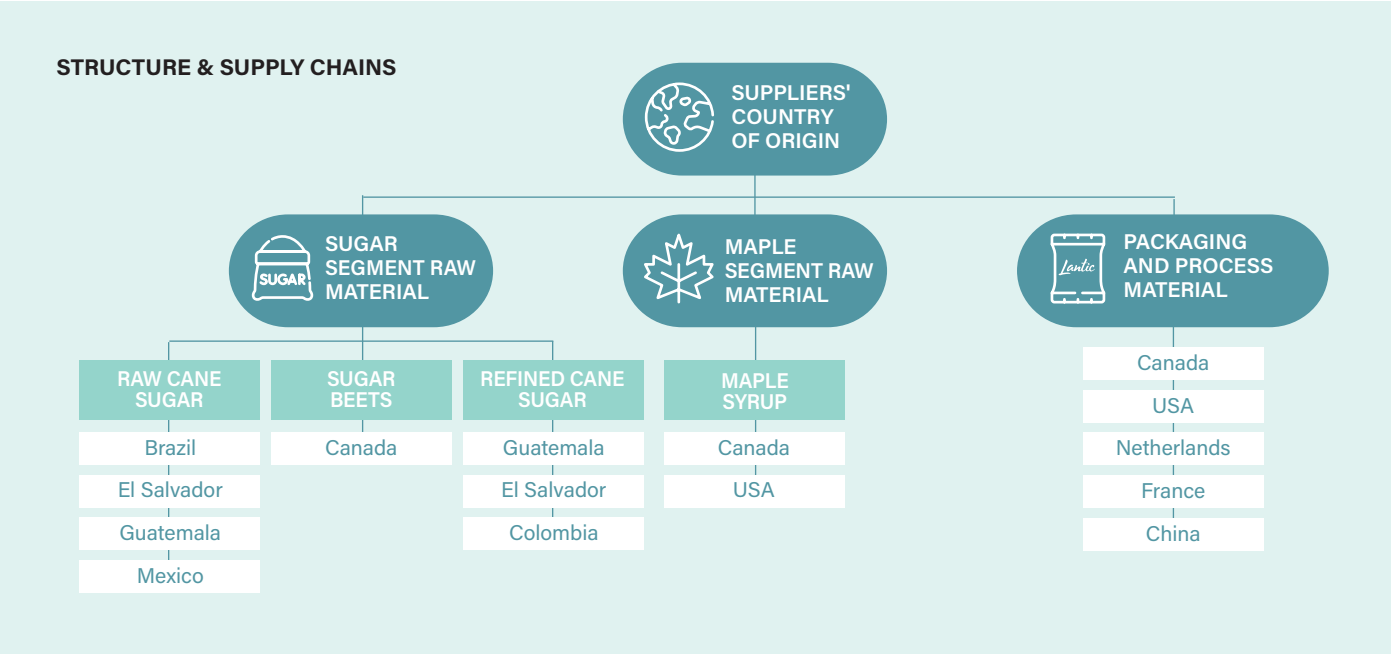 STRUCTURE & SUPPLY CHAINS
SUPPLIERS'
COUNTRY
OF ORIGIN
SUGAR
SUGAR
SEGMENT RAW
MATERIAL
MAPLE
SEGMENT RAW
MATERIAL
Lantic
PACKAGING
AND PROCESS
MATERIAL
RAW CANE
SUGAR
Brazil
El Salvador
Guatemala
Mexico
SUGAR
BEETS
Canada
REFINED CANE
SUGAR
Guatemala
El Salvador
Colombia
MAPLE
SYRUP
Canada
USA
Canada
USA
Netherlands
France
China